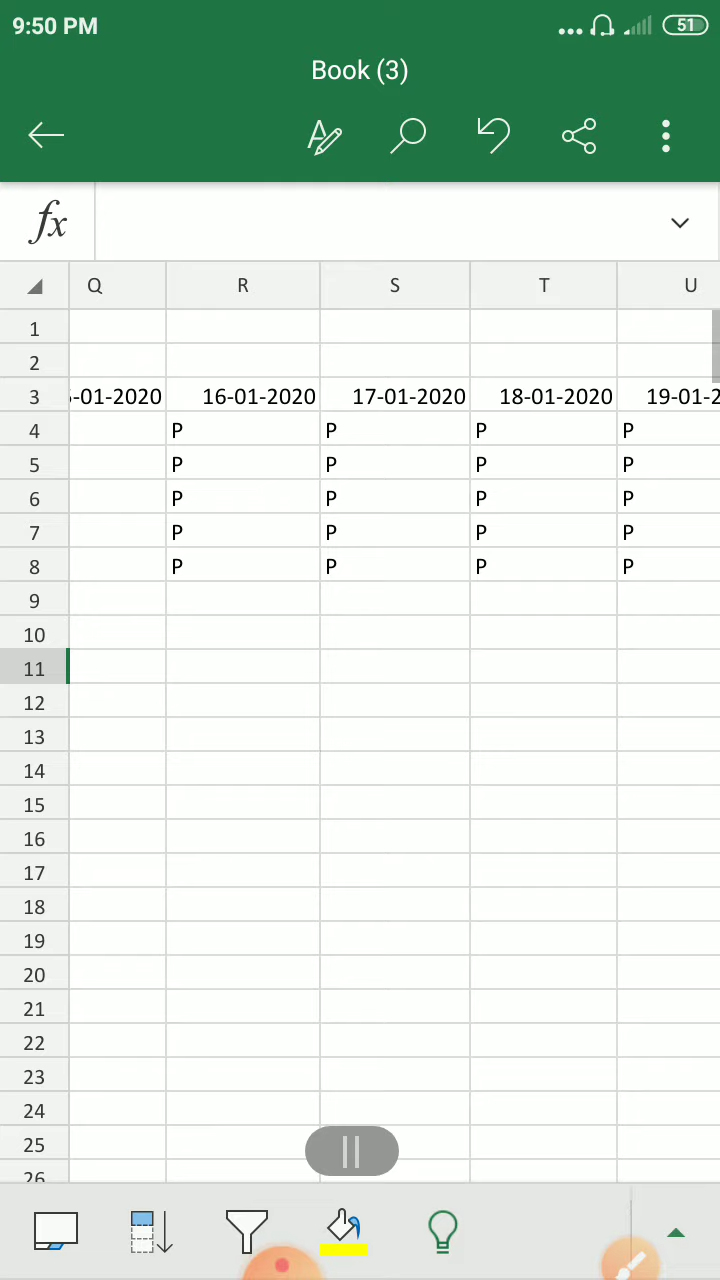 9:50 PM 51
Book (3)
fx
Q R S T U
1
2
3 -01-2020 16-01-2020 17-01-2020 18-01-2020 19-01-2
4 P P P P
5 P P P P
6 P P P P
7 P P P P
8 P P P P
9
10
11
12
13
14
15
16
17
18
19
20
21
22
23
24
25
26